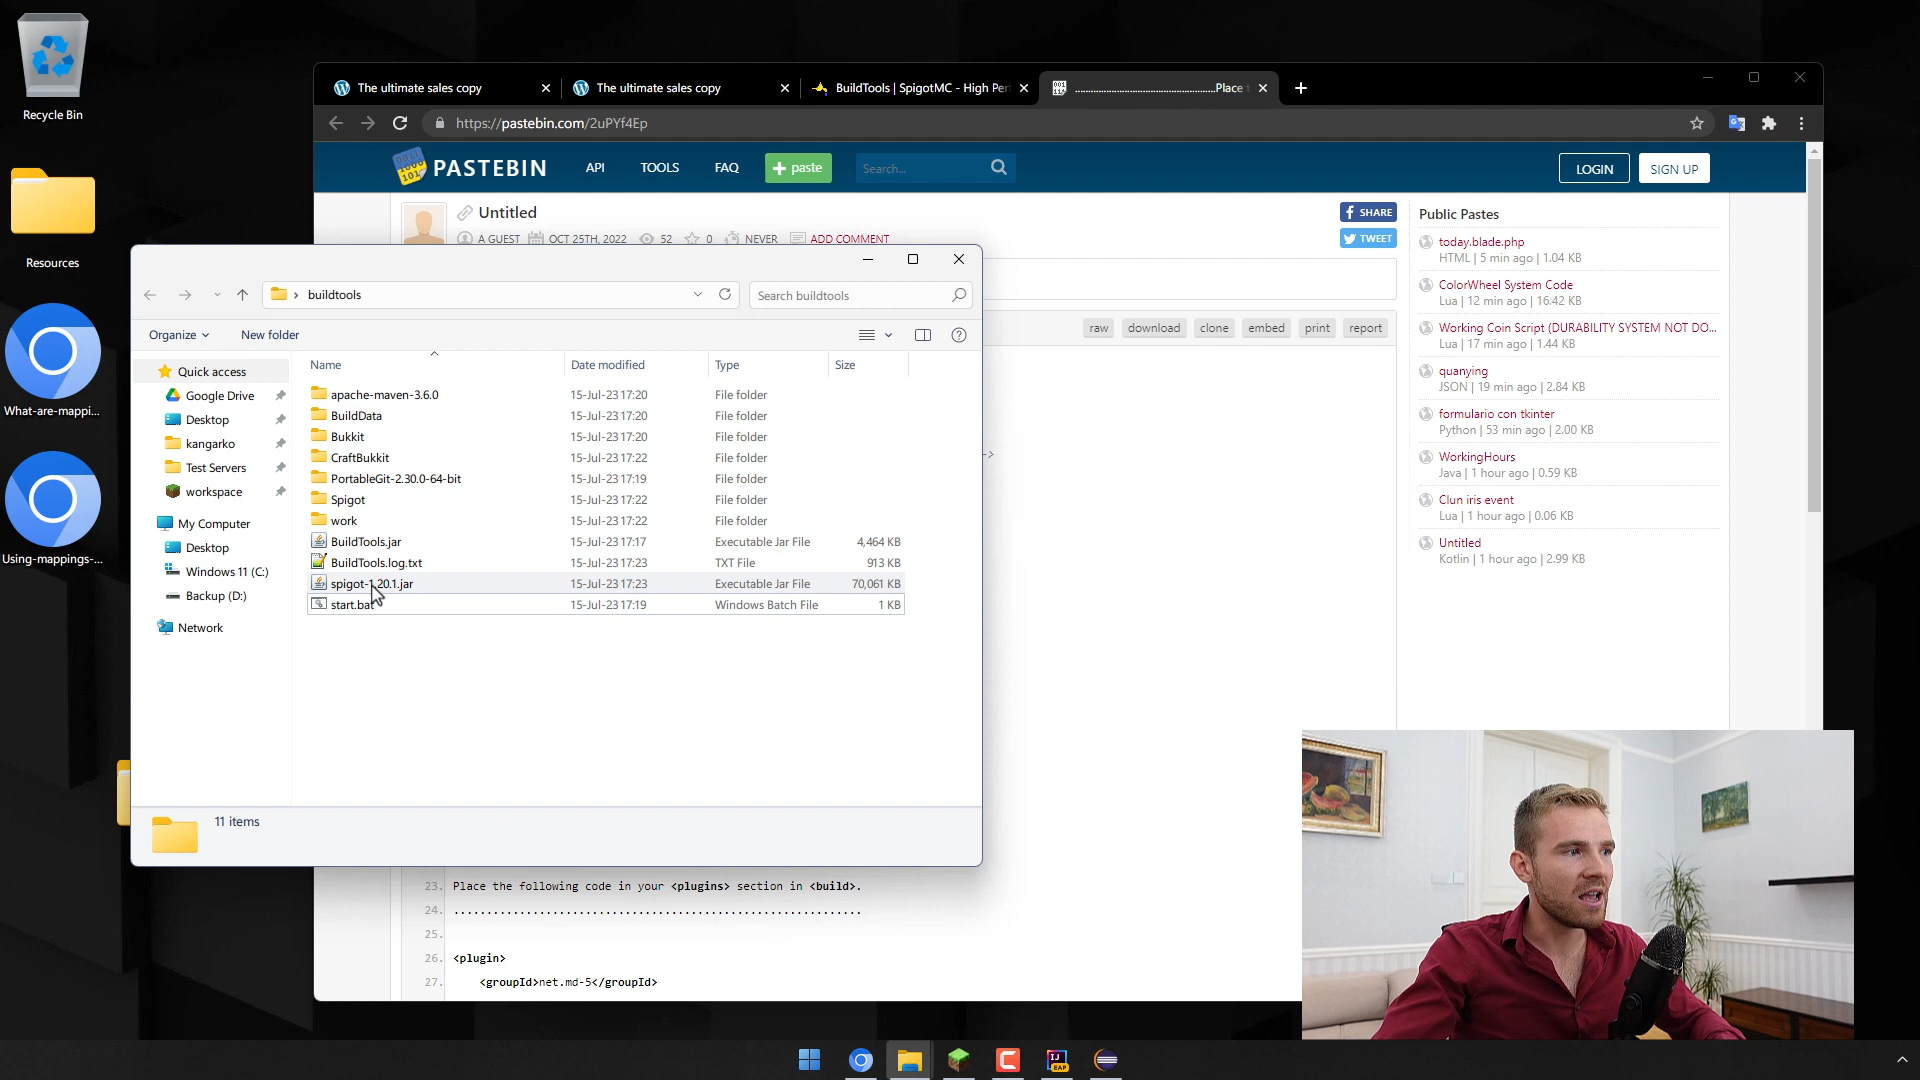 Recycle Bin
Resources
What-are-mappi...
Using-mappings-...
The ultimate sales copy
The ultimate sales copy
BuildTools | SpigotMC - High Per
Place
https://pastebin.com/2uPYf4Ep
PASTEBIN
API
TOOLS
FAQ
+ paste
Search...
LOGIN
SIGN UP
Untitled
A GUEST
OCT 25TH, 2022
52
0
NEVER
ADD COMMENT
SHARE
TWEET
raw
download
clone
embed
print
report
-->
Public Pastes
today.blade.php
HTML | 5 min ago | 1.04 KB
ColorWheel System Code
Lua | 12 min ago | 16.42 KB
Working Coin Script (DURABILITY SYSTEM NOT DO...
Lua | 17 min ago | 1.44 KB
quanying
JSON | 19 min ago | 2.84 KB
formulario con tkinter
Python | 53 min ago | 2.00 KB
WorkingHours
Java | 1 hour ago | 0.59 KB
Clun iris event
Lua | 1 hour ago | 0.06 KB
Untitled
Kotlin | 1 hour ago | 2.99 KB
buildtools
Search buildtools
Organize
New folder
Name Date modified Type Size
Quick access
Google Drive
Desktop
kangarko
Test Servers
workspace
My Computer
Desktop
Windows 11 (C:)
Backup (D:)
Network
apache-maven-3.6.0 15-Jul-23 17:20 File folder
BuildData 15-Jul-23 17:20 File folder
Bukkit 15-Jul-23 17:20 File folder
CraftBukkit 15-Jul-23 17:22 File folder
PortableGit-2.30.0-64-bit 15-Jul-23 17:19 File folder
Spigot 15-Jul-23 17:22 File folder
work 15-Jul-23 17:22 File folder
BuildTools.jar 15-Jul-23 17:17 Executable Jar File 4,464 KB
BuildTools.log.txt 15-Jul-23 17:23 TXT File 913 KB
spigot-1.20.1.jar 15-Jul-23 17:23 Executable Jar File 70,061 KB
start.bat 15-Jul-23 17:19 Windows Batch File 1 KB
11 items
23. Place the following code in your <plugins> section in <build>.
24. ..............................................................
25.
26. <plugin>
27. <groupId>net.md-5</groupId>